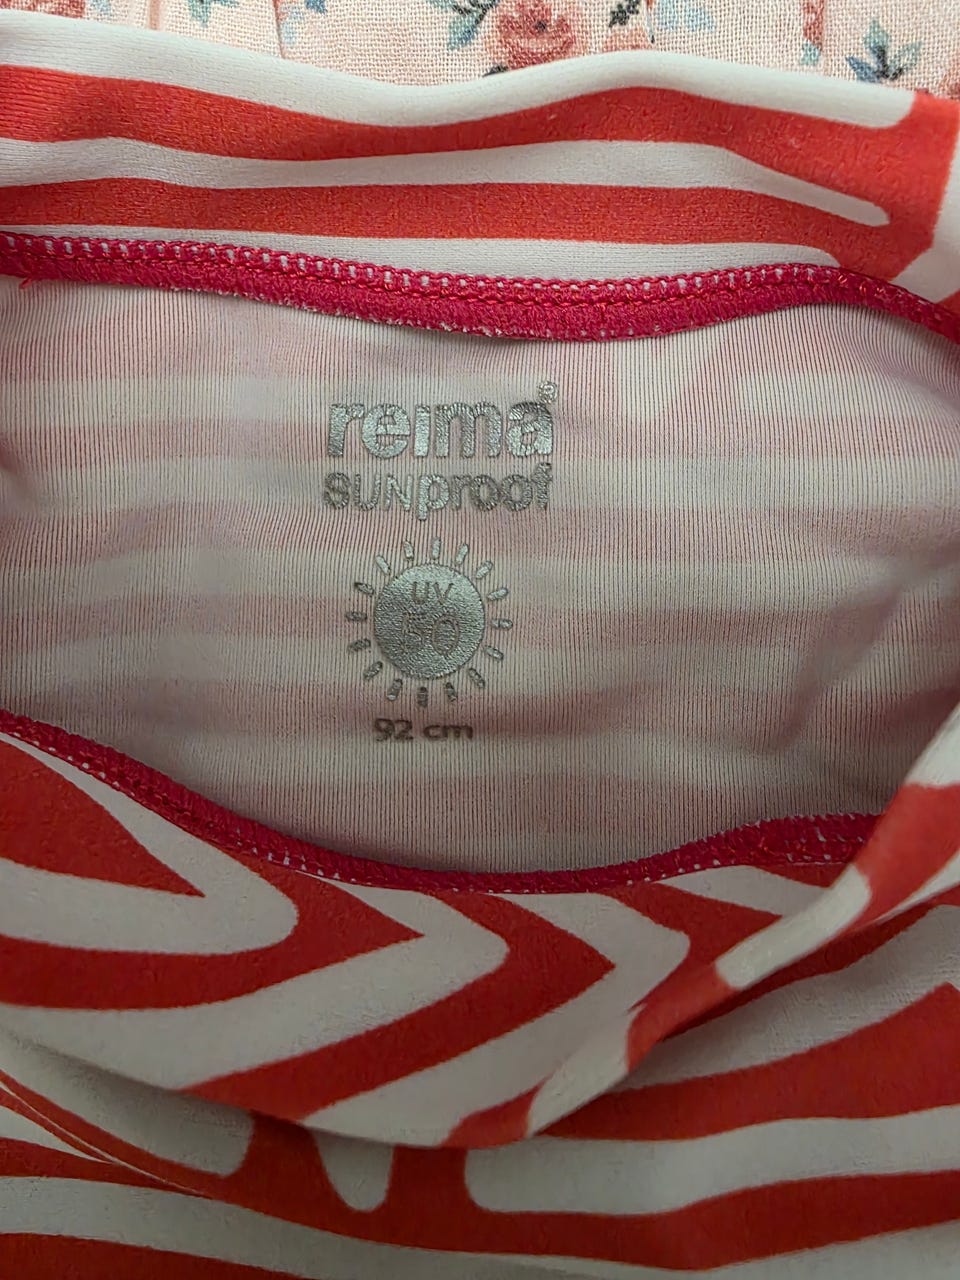 reima®
SUNproof
UV
50
92 cm